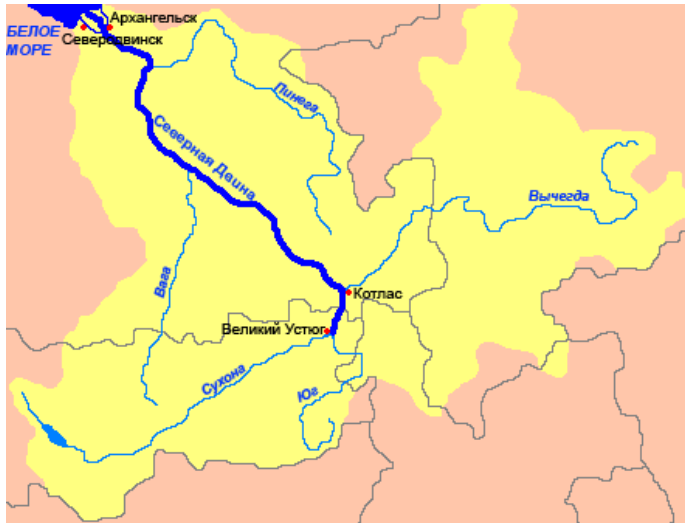 Архангельск
БЕЛОЕ
МОРЕ
Северодвинск
Пинега
Северная Двина
Вычегда
Вага
Котлас
Великий Устюг
Сухона
Юг